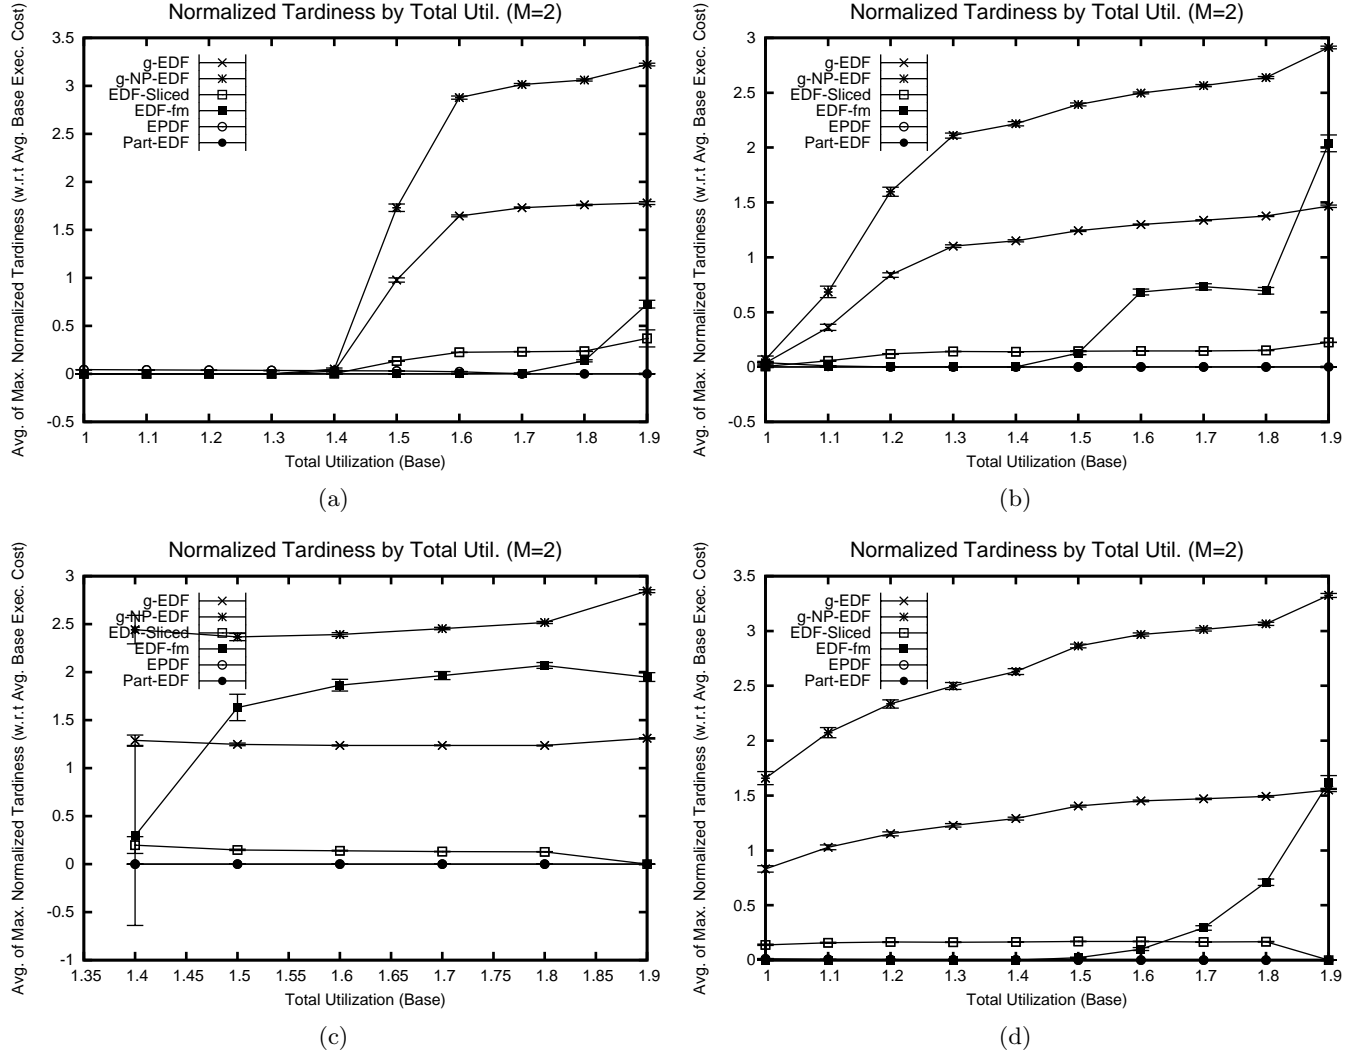 Normalized Tardiness by Total Util. (M=2)
Avg. of Max. Normalized Tardiness (w.r.t Avg. Base Exec. Cost)
3.5
3
2.5
2
1.5
1
0.5
0
-0.5
g-EDF
g-NP-EDF
EDF-Sliced
EDF-fm
EPDF
Part-EDF
1 1.1 1.2 1.3 1.4 1.5 1.6 1.7 1.8 1.9
Total Utilization (Base)
(a)
Normalized Tardiness by Total Util. (M=2)
Avg. of Max. Normalized Tardiness (w.r.t Avg. Base Exec. Cost)
3
2.5
2
1.5
1
0.5
0
-0.5
g-EDF
g-NP-EDF
EDF-Sliced
EDF-fm
EPDF
Part-EDF
1 1.1 1.2 1.3 1.4 1.5 1.6 1.7 1.8 1.9
Total Utilization (Base)
(b)
Normalized Tardiness by Total Util. (M=2)
Avg. of Max. Normalized Tardiness (w.r.t Avg. Base Exec. Cost)
3
2.5
2
1.5
1
0.5
0
-0.5
-1
g-EDF
g-NP-EDF
EDF-Sliced
EDF-fm
EPDF
Part-EDF
1.35 1.4 1.45 1.5 1.55 1.6 1.65 1.7 1.75 1.8 1.85 1.9
Total Utilization (Base)
(c)
Normalized Tardiness by Total Util. (M=2)
Avg. of Max. Normalized Tardiness (w.r.t Avg. Base Exec. Cost)
3.5
3
2.5
2
1.5
1
0.5
0
g-EDF
g-NP-EDF
EDF-Sliced
EDF-fm
EPDF
Part-EDF
1 1.1 1.2 1.3 1.4 1.5 1.6 1.7 1.8 1.9
Total Utilization (Base)
(d)